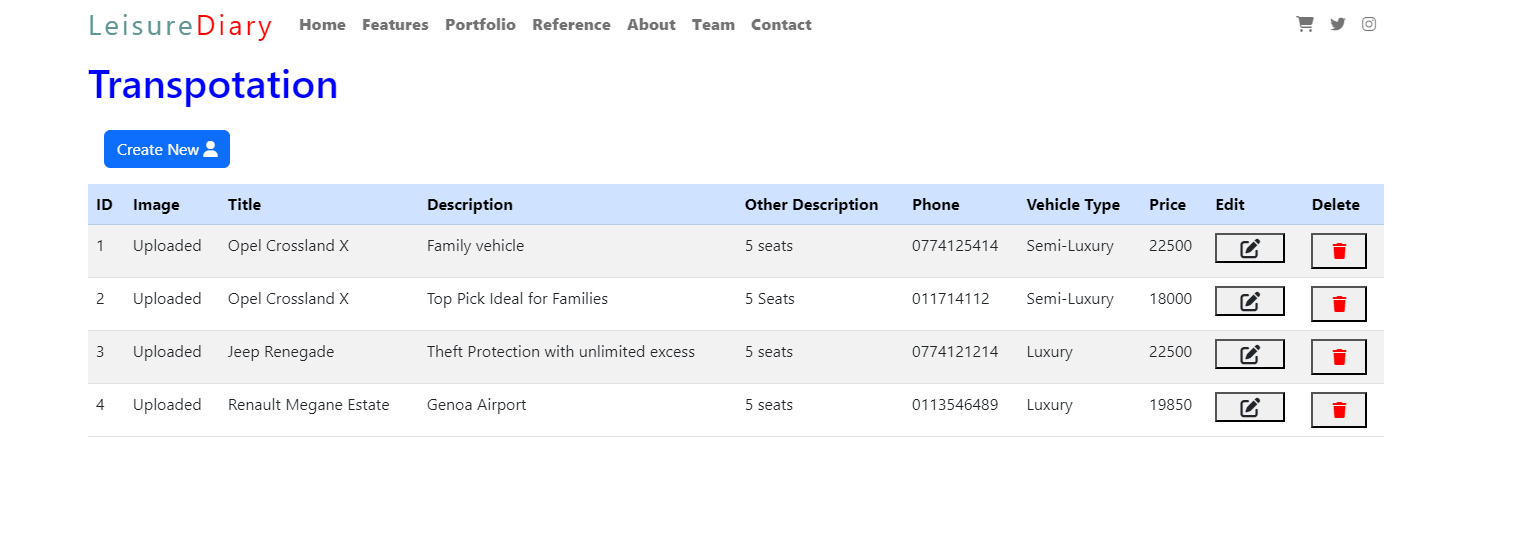 LeisureDiary Home Features Portfolio Reference About Team Contact
Transpotation
Create New
ID Image Title Description Other Description Phone Vehicle Type Price Edit Delete
1 Uploaded Opel Crossland X Family vehicle 5 seats 0774125414 Semi-Luxury 22500
2 Uploaded Opel Crossland X Top Pick Ideal for Families 5 Seats 011714112 Semi-Luxury 18000
3 Uploaded Jeep Renegade Theft Protection with unlimited excess 5 seats 0774121214 Luxury 22500
4 Uploaded Renault Megane Estate Genoa Airport 5 seats 0113546489 Luxury 19850